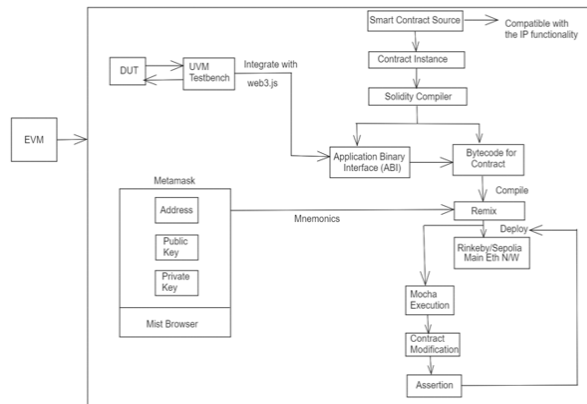 Smart Contract Source
Compatible with
the IP functionality
Contract Instance
DUT
UVM
Testbench
Integrate with
web3.js
Solidity Compiler
EVM
Application Binary
Interface (ABI)
Bytecode for
Contract
Compile
Metamask
Address
Public
Key
Private
Key
Mist Browser
Mnemonics
Remix
Deploy
Rinkeby/Sepolia
Main Eth N/W
Mocha
Execution
Contract
Modification
Assertion